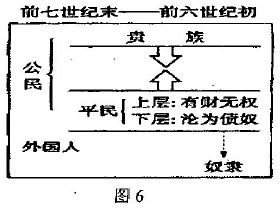 前七世纪末——前六世纪初
贵 族
公民
平民 上层：有财无权
下层：沦为债奴
外国人
奴隶
图6